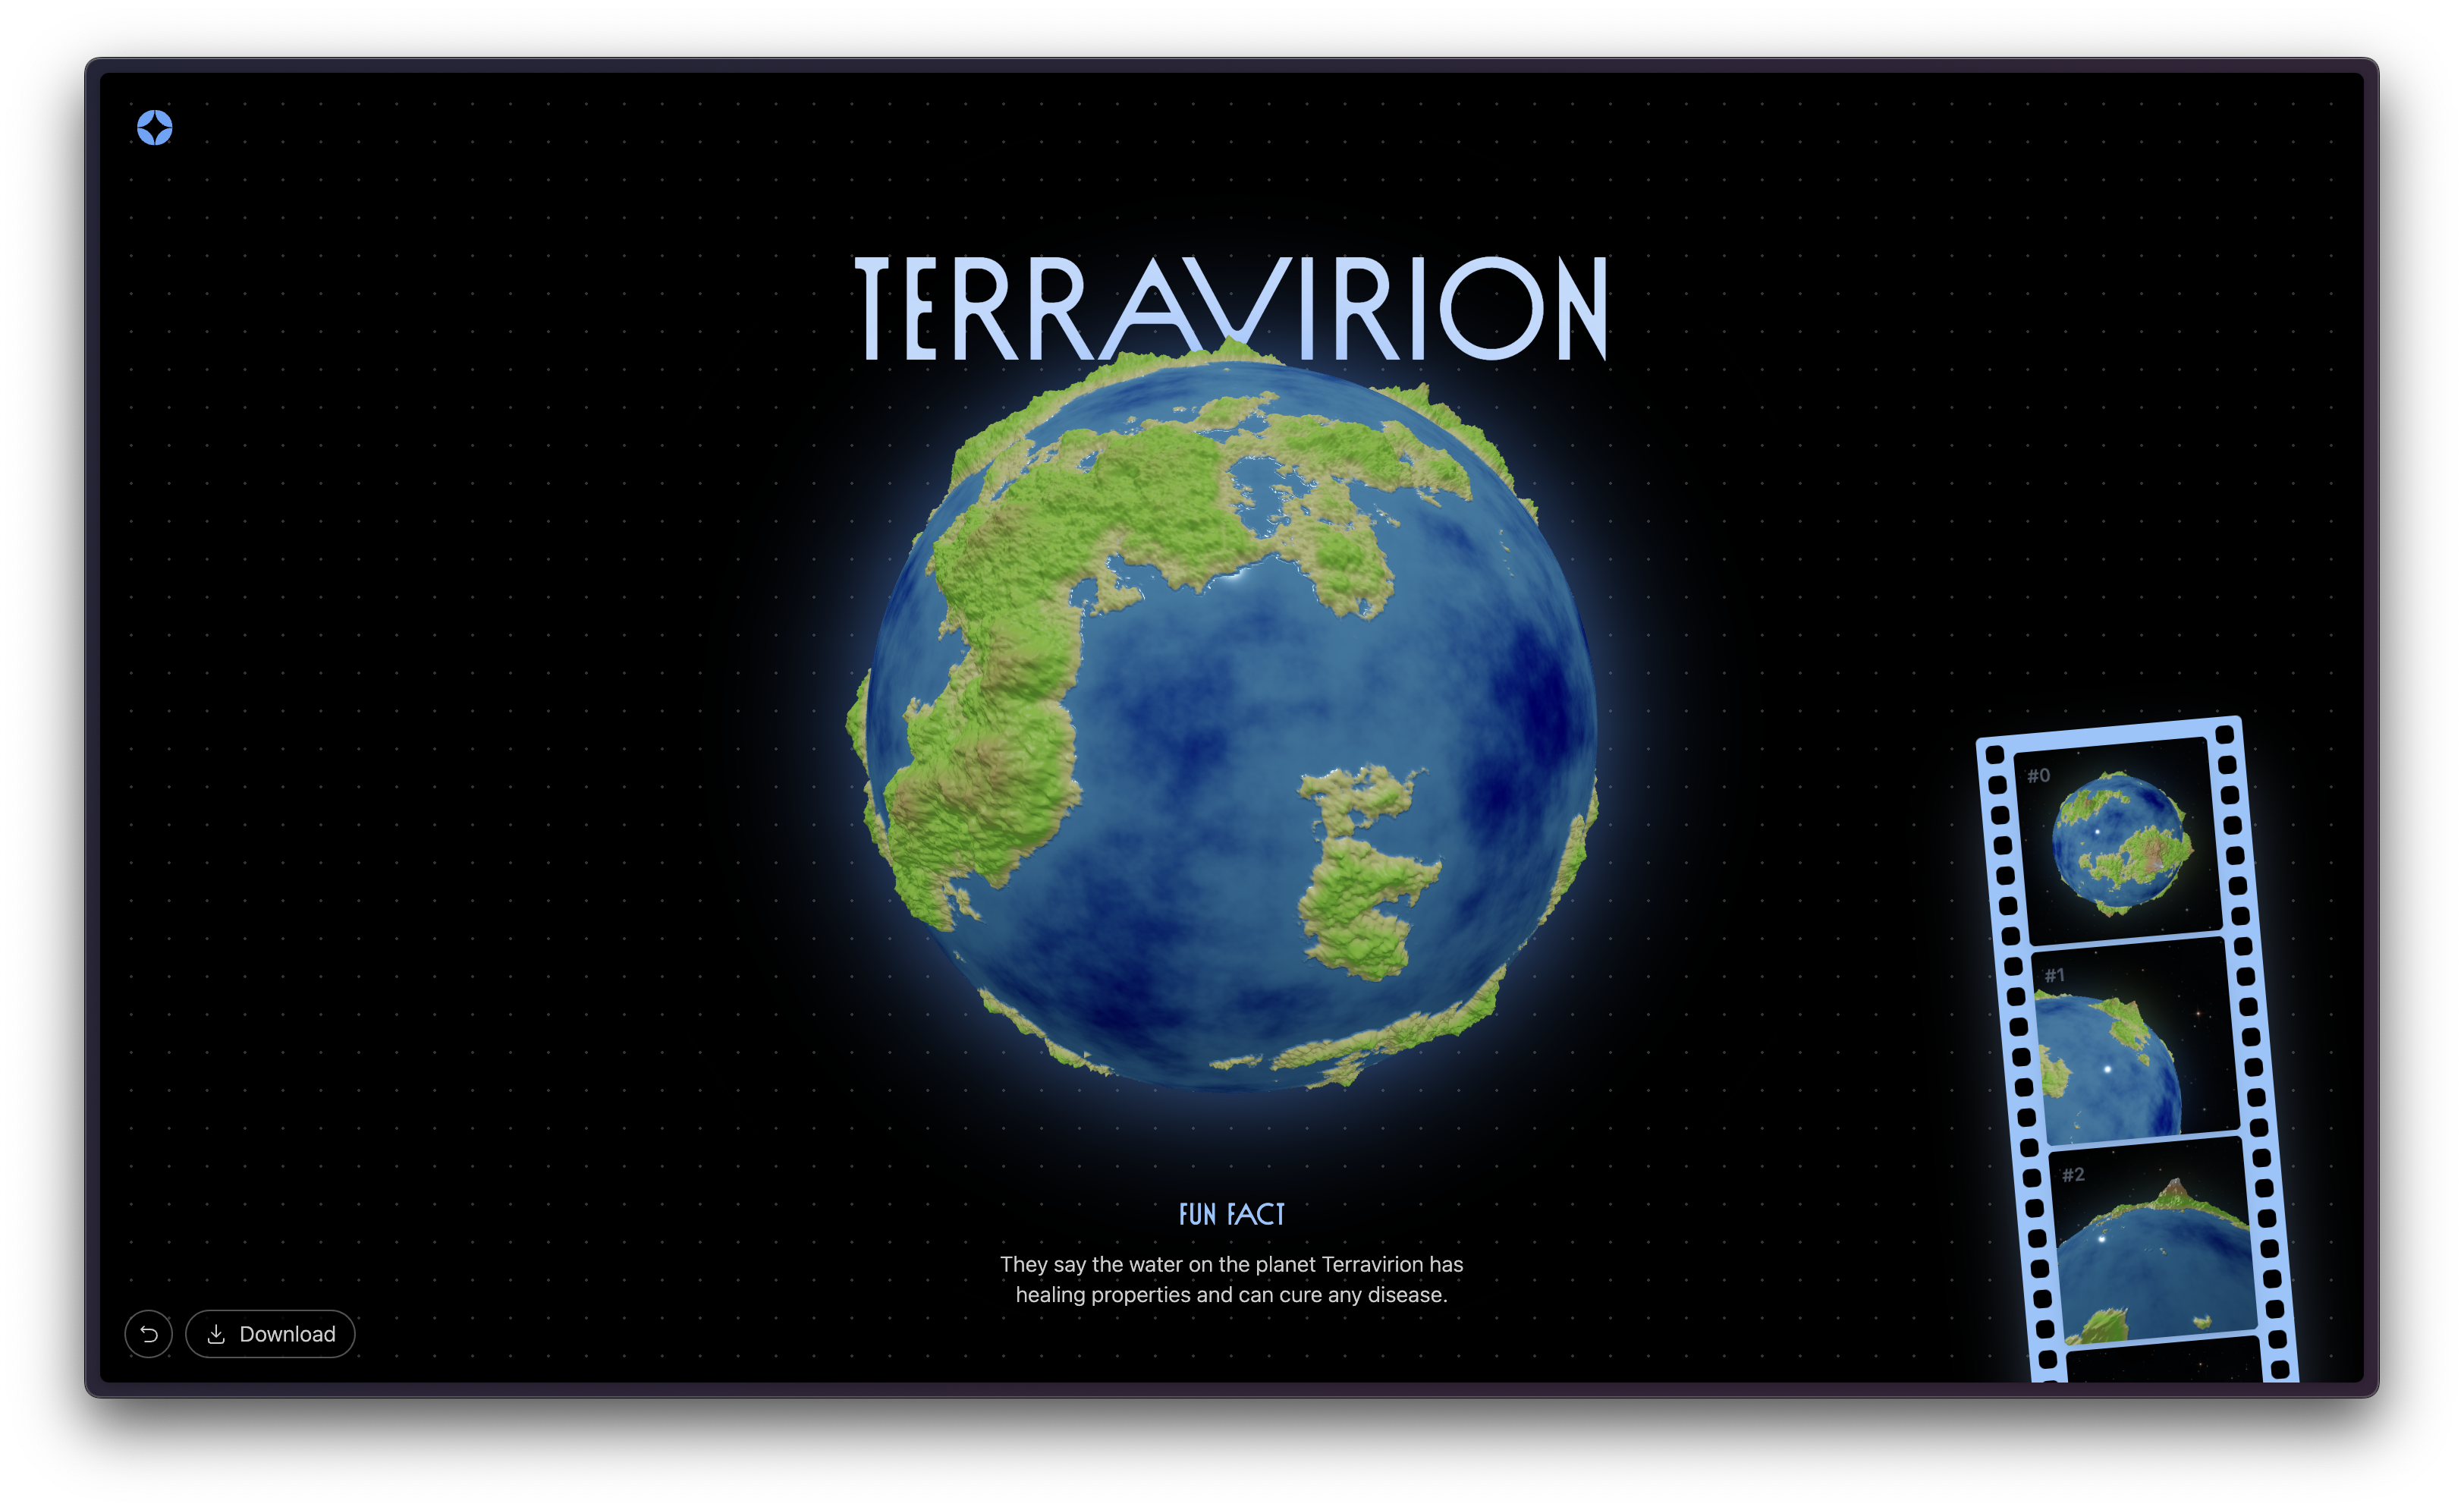 TERRAVIRION
#0
#1
#2
FUN FACT
They say the water on the planet Terravirion has
healing properties and can cure any disease.
Download